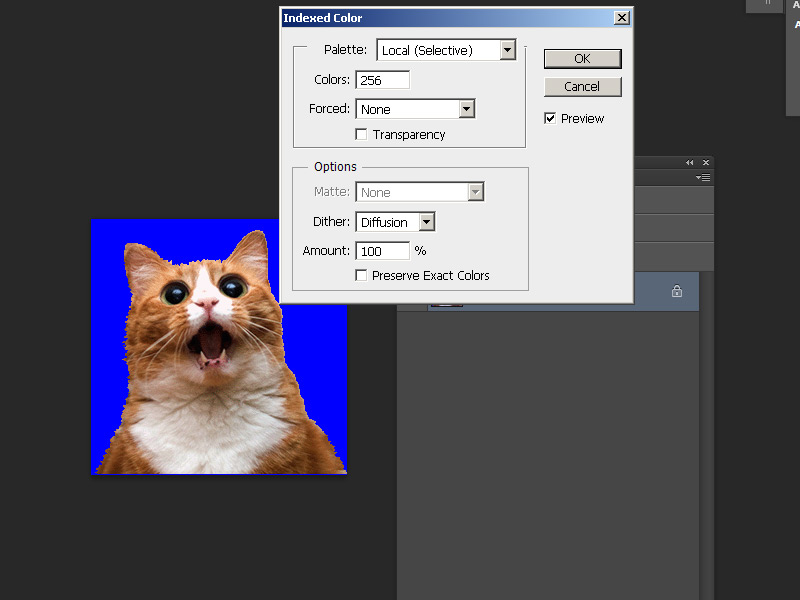 Indexed Color
Palette: Local (Selective)
OK
Colors: 256
Cancel
Forced: None
Preview
Transparency
Options
Matte: None
Dither: Diffusion
Amount: 100 %
Preserve Exact Colors